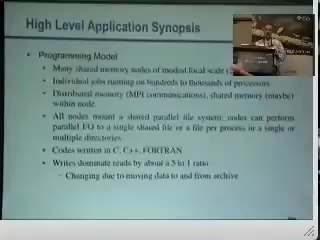 High Level Application Synopsis
• Programming Model
– Many shared memory nodes of modest local scale (
– Individual jobs running on hundreds to thousands of processors
– Distributed memory (MPI communications), shared memory (maybe)
within node
– All nodes mount a shared parallel file system; codes can perform
parallel I/O to a single shared file or a file per process in a single or
multiple directories
– Codes written in C, C++, FORTRAN
– Writes dominate reads by about a 5 to 1 ratio
– Changing due to moving data to and from archive